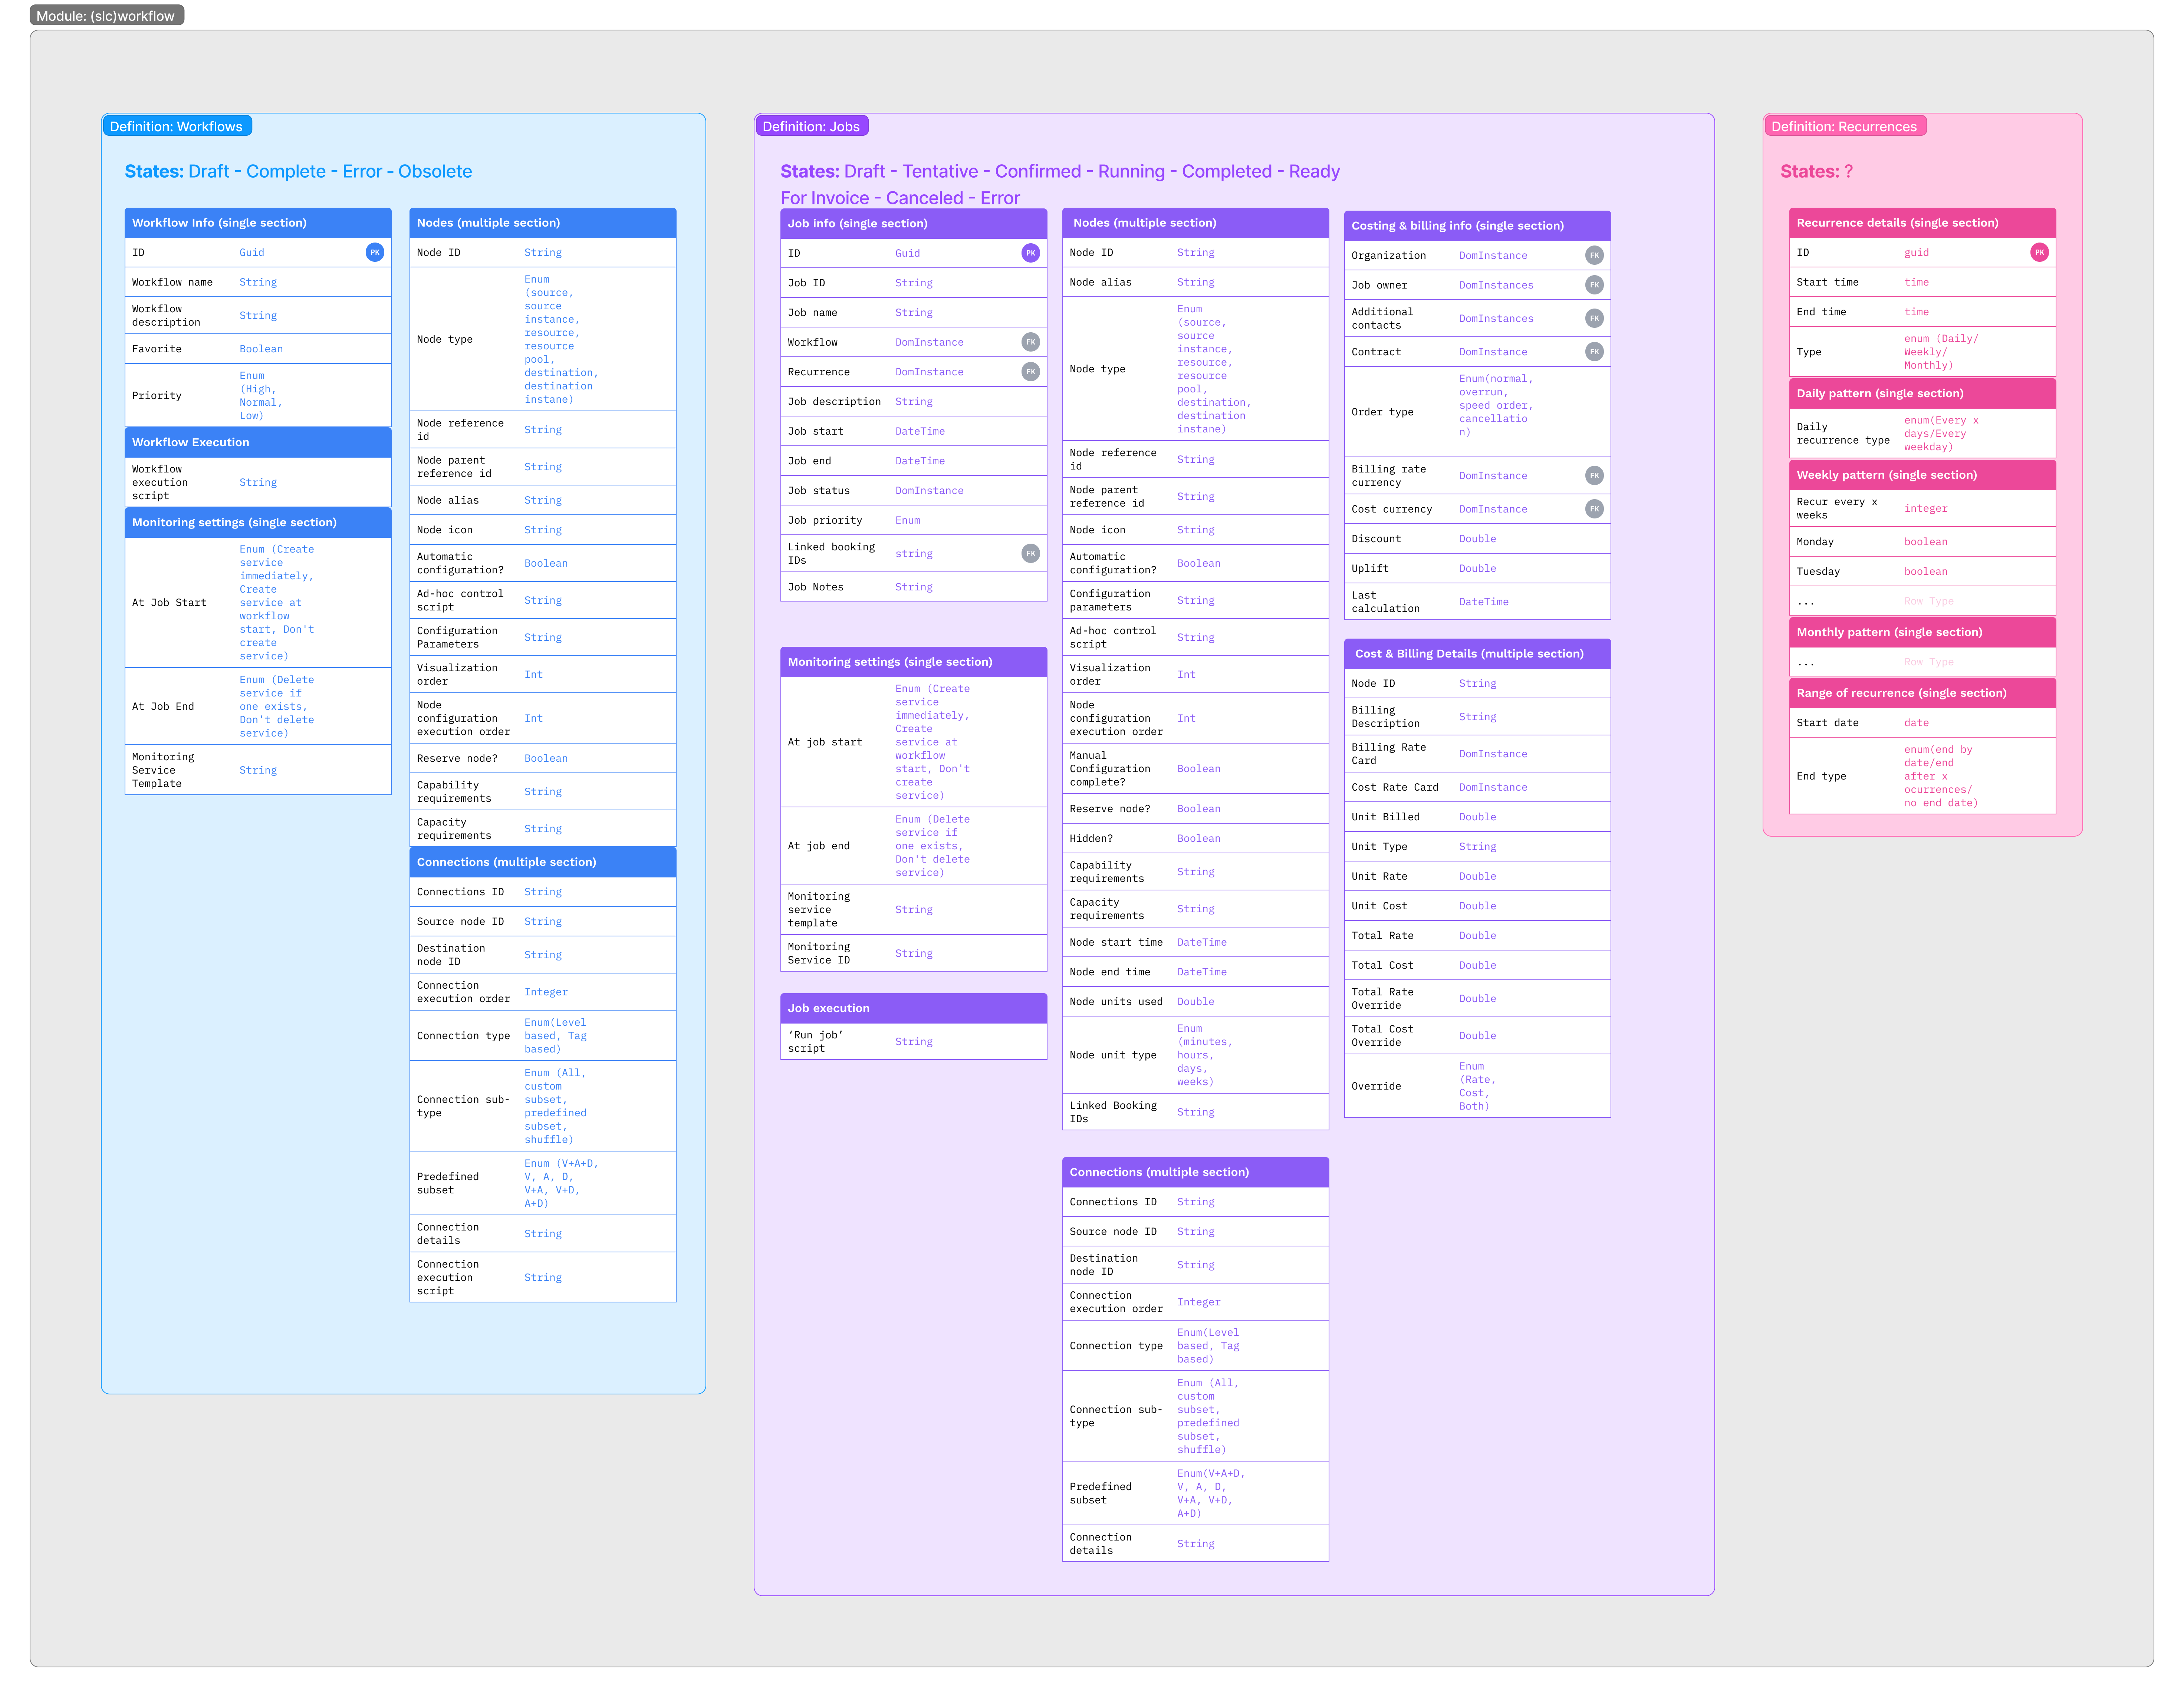 Module: (slc)workflow
Definition: Workflows
States: Draft - Complete - Error - Obsolete
Workflow Info (single section)
ID Guid PK
Workflow name String
Workflow
description String
Favorite Boolean
Priority Enum
(High,
Normal,
Low)
Workflow Execution
Workflow
execution
script String
Monitoring settings (single section)
At Job Start Enum (Create
service
immediately,
Create
service at
workflow
start, Don't
create
service)
At Job End Enum (Delete
service if
one exists,
Don't delete
service)
Monitoring
Service
Template String
Nodes (multiple section)
Node ID String
Node type Enum
(source,
source
instance,
resource,
resource
pool,
destination,
destination
instane)
Node reference
id String
Node parent
reference id String
Node alias String
Node icon String
Automatic
configuration? Boolean
Ad-hoc control
script String
Configuration
Parameters String
Visualization
order Int
Node
configuration
execution order Int
Reserve node? Boolean
Capability
requirements String
Capacity
requirements String
Connections (multiple section)
Connections ID String
Source node ID String
Destination
node ID String
Connection
execution order Integer
Connection type Enum(Level
based, Tag
based)
Connection sub-
type Enum (All,
custom
subset,
predefined
subset,
shuffle)
Predefined
subset Enum (V+A+D,
V, A, D,
V+A, V+D,
A+D)
Connection
details String
Connection
execution
script String
Definition: Jobs
States: Draft - Tentative - Confirmed - Running - Completed - Ready
For Invoice - Canceled - Error
Job info (single section)
ID Guid PK
Job ID String
Job name String
Workflow DomInstance FK
Recurrence DomInstance FK
Job description String
Job start DateTime
Job end DateTime
Job status DomInstance
Job priority Enum
Linked booking
IDs string FK
Job Notes String
Monitoring settings (single section)
At job start Enum (Create
service
immediately,
Create
service at
workflow
start, Don't
create
service)
At job end Enum (Delete
service if
one exists,
Don't delete
service)
Monitoring
service
template String
Monitoring
Service ID String
Job execution
‘Run job’
script String
Nodes (multiple section)
Node ID String
Node alias String
Node type Enum
(source,
source
instance,
resource,
resource
pool,
destination,
destination
instane)
Node reference
id String
Node parent
reference id String
Node icon String
Automatic
configuration? Boolean
Configuration
parameters String
Ad-hoc control
script String
Visualization
order Int
Node
configuration
execution order Int
Manual
Configuration
complete? Boolean
Reserve node? Boolean
Hidden? Boolean
Capability
requirements String
Capacity
requirements String
Node start time DateTime
Node end time DateTime
Node units used Double
Node unit type Enum
(minutes,
hours,
days,
weeks)
Linked Booking
IDs String
Connections (multiple section)
Connections ID String
Source node ID String
Destination
node ID String
Connection
execution order Integer
Connection type Enum(Level
based, Tag
based)
Connection sub-
type Enum (All,
custom
subset,
predefined
subset,
shuffle)
Predefined
subset Enum(V+A+D,
V, A, D,
V+A, V+D,
A+D)
Connection
details String
Costing & billing info (single section)
Organization DomInstance FK
Job owner DomInstances FK
Additional
contacts DomInstances FK
Contract DomInstance FK
Order type Enum(normal,
overrun,
speed order,
cancellatio
n)
Billing rate
currency DomInstance FK
Cost currency DomInstance FK
Discount Double
Uplift Double
Last
calculation DateTime
Cost & Billing Details (multiple section)
Node ID String
Billing
Description String
Billing Rate
Card DomInstance
Cost Rate Card DomInstance
Unit Billed Double
Unit Type String
Unit Rate Double
Unit Cost Double
Total Rate Double
Total Cost Double
Total Rate
Override Double
Total Cost
Override Double
Override Enum
(Rate,
Cost,
Both)
Definition: Recurrences
States: ?
Recurrence details (single section)
ID guid PK
Start time time
End time time
Type enum (Daily/
Weekly/
Monthly)
Daily pattern (single section)
Daily
recurrence type enum(Every x
days/Every
weekday)
Weekly pattern (single section)
Recur every x
weeks integer
Monday boolean
Tuesday boolean
... Row Type
Monthly pattern (single section)
... Row Type
Range of recurrence (single section)
Start date date
End type enum(end by
date/end
after x
ocurrences/
no end date)